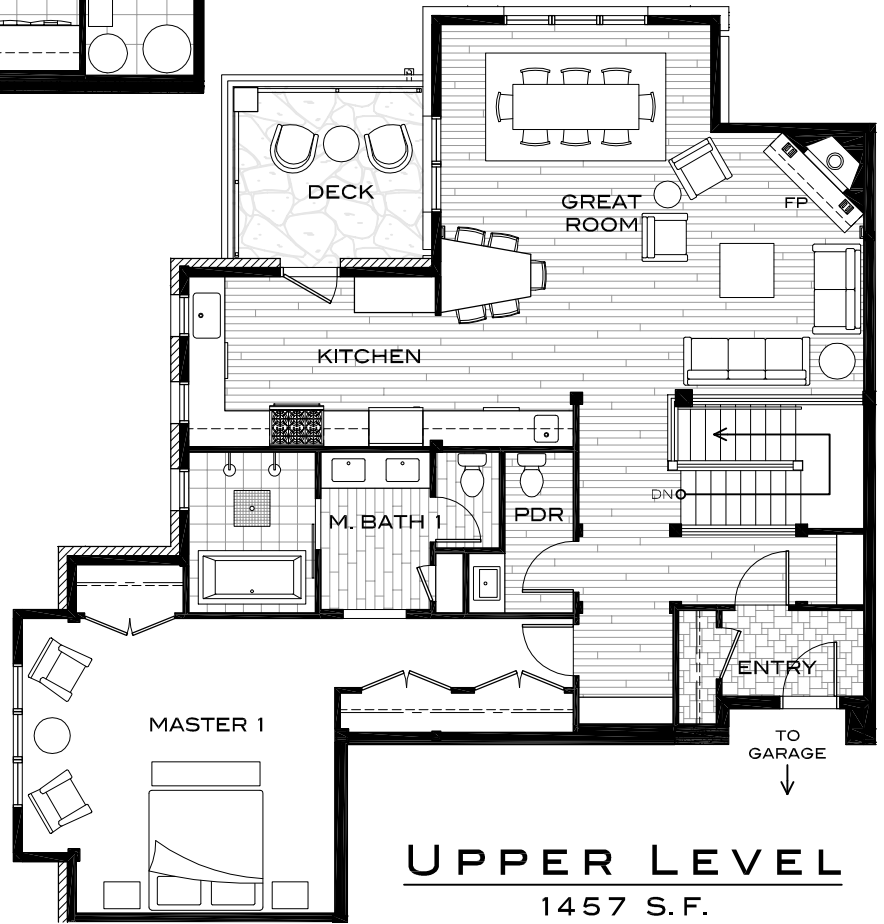 DECK
GREAT
ROOM
FP
KITCHEN
DN
M. BATH 1
PDR
ENTRY
MASTER 1
TO
GARAGE
UPPER LEVEL
1457 S.F.